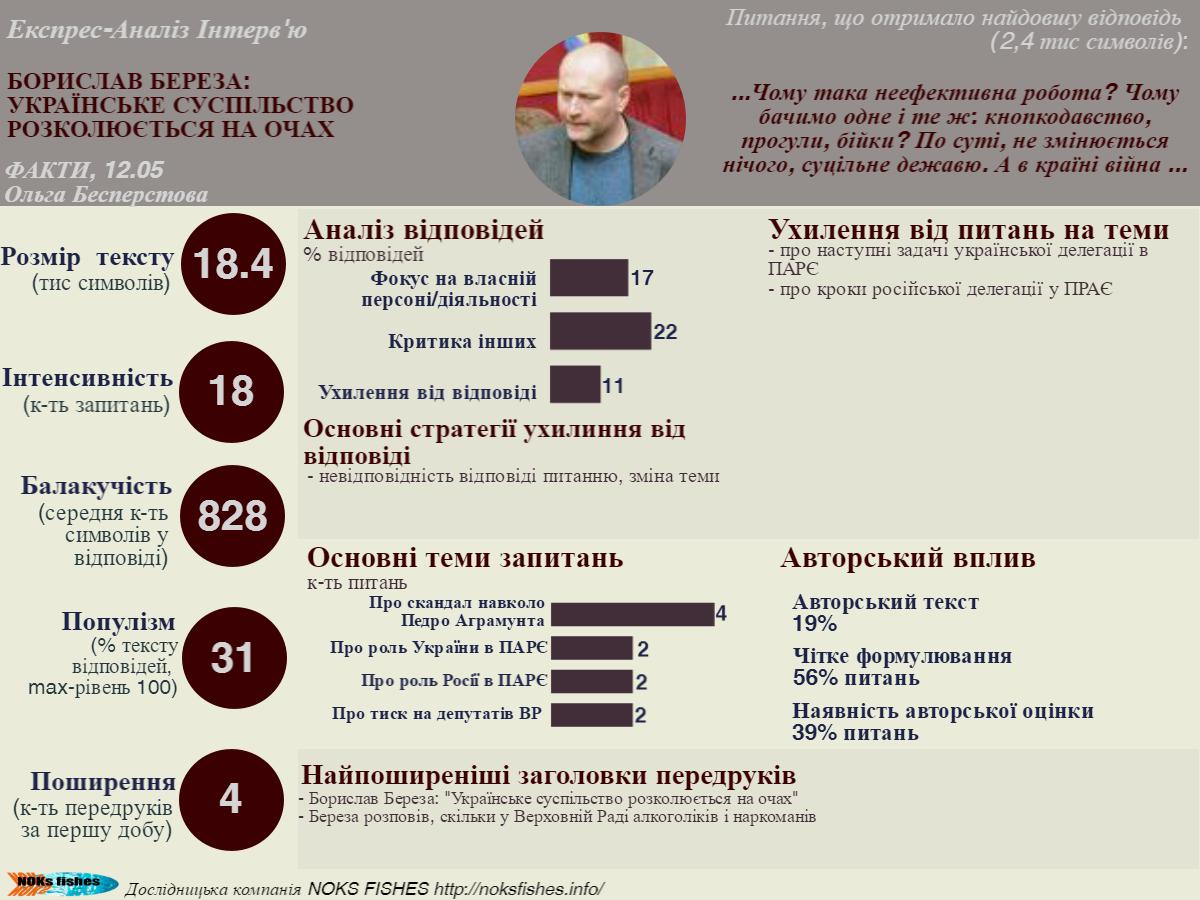 Експрес-Аналіз Інтерв'ю
БОРИСЛАВ БЕРЕЗА:
УКРАЇНСЬКЕ СУСПІЛЬСТВО
РОЗКОЛЮЄТЬСЯ НА ОЧАХ
ФАКТИ, 12.05
Ольга Бесперстова
Питання, що отримало найдовшу відповідь
(2,4 тис символів):
...Чому така неефективна робота? Чому
бачимо одне і те ж: кнопкодавство,
прогули, бійки? По суті, не змінюється
нічого, суцільне дежавю. А в країні війна ...
Розмір тексту
(тис символів)
18.4
Інтенсивність
(к-ть запитань)
18
Балакучість
(середня к-ть
символів у
відповіді)
828
Популізм
(% тексту
відповідей,
max-рівень 100)
31
Поширення
(к-ть передруків
за першу добу)
4
Аналіз відповідей
% відповідей
Фокус на власній
персоні/діяльності
17
Критика інших
22
Ухилення від відповіді
11
Основні стратегії ухилиння від
відповіді
- невідповідність відповіді питанню, зміна теми
Ухилення від питань на теми
- про наступні задачі української делегації в
ПАРЄ
- про кроки російської делегації у ПРАЄ
Основні теми запитань
к-ть питань
Про скандал навколо
Педро Аграмунта
4
Про роль України в ПАРЄ
2
Про роль Росії в ПАРЄ
2
Про тиск на депутатів ВР
2
Авторський вплив
Авторський текст
19%
Чітке формулювання
56% питань
Наявність авторської оцінки
39% питань
Найпоширеніші заголовки передруків
- Борислав Береза: "Українське суспільство розколюється на очах"
- Береза розповів, скільки у Верховній Раді алкоголіків і наркоманів
NOKs fishes
Дослідницька компанія NOKS FISHES http://noksfishes.info/